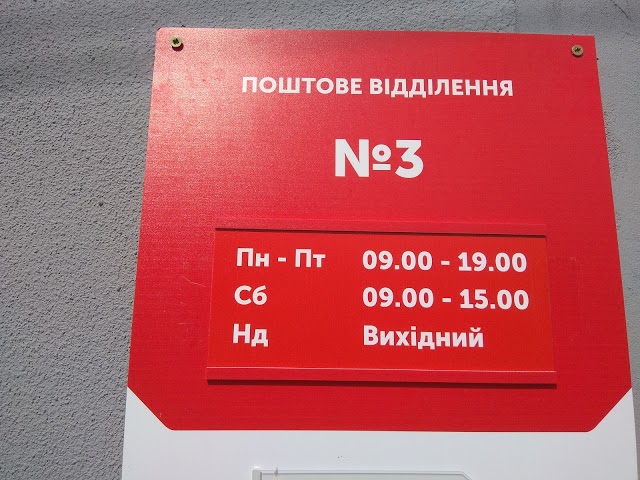 ПОШТОВЕ ВІДДІЛЕННЯ
№3
Пн - Пт 09.00 - 19.00
Сб 09.00 - 15.00
Нд Вихідний